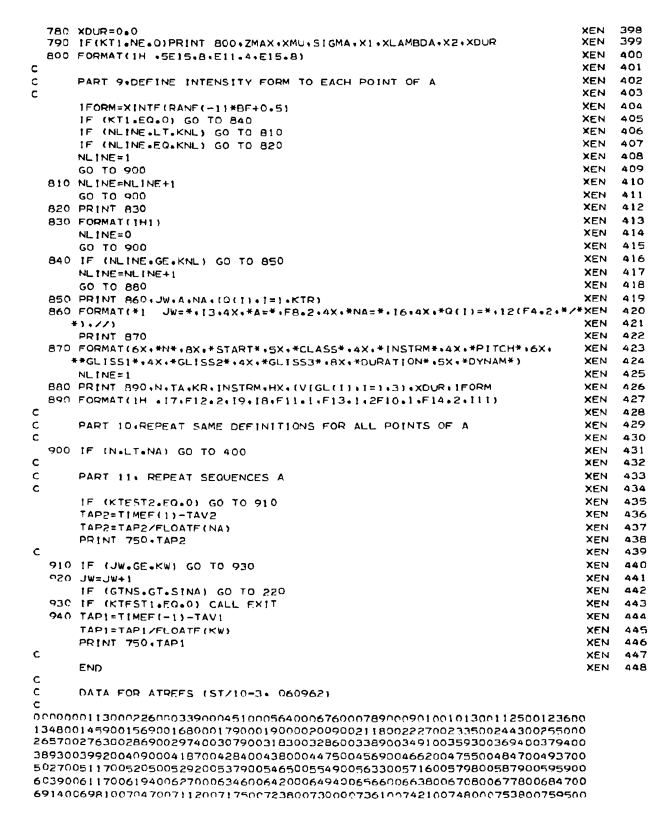 780 XDUR=0.0 XEN 398
790 IF(KT1.NE.0)PRINT 800,ZMAX,XMU,SIGMA,X1,XLAMBDA,X2,XDUR XEN 399
800 FORMAT(1H ,5E15.8,E11.4,E15.8) XEN 400
C XEN 401
C PART 9,DEFINE INTENSITY FORM TO EACH POINT OF A XEN 402
C XEN 403
IFORM=XINTF(RANF(-1)*BF+0.5) XEN 404
IF (KT1.EQ.0) GO TO 840 XEN 405
IF (NLINE.LT.KNL) GO TO 810 XEN 406
IF (NLINE.EQ.KNL) GO TO 820 XEN 407
NLINE=1 XEN 408
GO TO 900 XEN 409
810 NLINE=NLINE+1 XEN 410
GO TO 900 XEN 411
820 PRINT 830 XEN 412
830 FORMAT(1H1) XEN 413
NLINE=0 XEN 414
GO TO 900 XEN 415
840 IF (NLINE.GE.KNL) GO TO 850 XEN 416
NLINE=NLINE+1 XEN 417
GO TO 880 XEN 418
850 PRINT 860,JW,A,NA,(Q(I),I=1,KTR) XEN 419
860 FORMAT(*1 JW=*,I3,4X,*A=*,F8.2,4X,*NA=*,I6,4X,*Q(I)=*,12(F4.2,*/*XEN 420
*),//) XEN 421
PRINT 870 XEN 422
870 FORMAT(6X,*N*,8X,*START*,5X,*CLASS*,4X,*INSTRM*,4X,*PITCH*,6X, XEN 423
**GLISS1*,4X,*GLISS2*,4X,*GLISS3*,8X,*DURATION*,5X,*DYNAM*) XEN 424
NLINE=1 XEN 425
880 PRINT 890,N,TA,KR,INSTRM,HX,(VIGL(I),I=1,3),XDUR,IFORM XEN 426
890 FORMAT(1H ,I7,F12.2,I9,I8,F11.1,F13.1,2F10.1,F14.2,I11) XEN 427
C XEN 428
C PART 10,REPEAT SAME DEFINITIONS FOR ALL POINTS OF A XEN 429
C XEN 430
900 IF (N.LT.NA) GO TO 400 XEN 431
C XEN 432
C PART 11, REPEAT SEQUENCES A XEN 433
C XEN 434
IF (KTEST2.EQ.0) GO TO 910 XEN 435
TAP2=TIMEF(1)-TAV2 XEN 436
TAP2=TAP2/FLOATF(NA) XEN 437
PRINT 750,TAP2 XEN 438
C XEN 439
910 IF (JW.GE.KW) GO TO 930 XEN 440
920 JW=JW+1 XEN 441
IF (GTNS.GT.SINA) GO TO 220 XEN 442
930 IF (KTEST1.EQ.0) CALL EXIT XEN 443
940 TAP1=TIMEF(-1)-TAV1 XEN 444
TAP1=TAP1/FLOATF(KW) XEN 445
PRINT 750,TAP1 XEN 446
C XEN 447
END XEN 448
C
C DATA FOR ATREES (ST/10-3, 060962)
C
000000011300022600033900045100056400067600078900090100101300112500123600
134800145900156900168000179000190000200900211800222700233500244300255000
265700276300286900297400307900318300328600338900349100359300369400379400
389300399200409000418700428400438000447500456900466200475500484700493700
502700511700520500529200537900546500554900563300571600579800587900595900
603900611700619400627000634600642000649400656600663800670800677800684700
691400698100704700711200717500723800730000736100742100748000753800759500